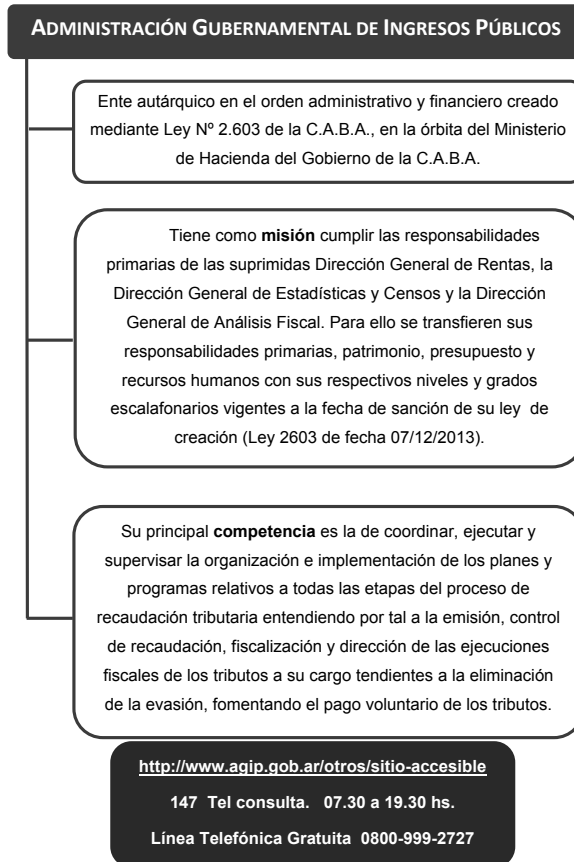 ADMINISTRACIÓN GUBERNAMENTAL DE INGRESOS PÚBLICOS
Ente autárquico en el orden administrativo y financiero creado
mediante Ley Nº 2.603 de la C.A.B.A., en la órbita del Ministerio
de Hacienda del Gobierno de la C.A.B.A.
Tiene como misión cumplir las responsabilidades
primarias de las suprimidas Dirección General de Rentas, la
Dirección General de Estadísticas y Censos y la Dirección
General de Análisis Fiscal. Para ello se transfieren sus
responsabilidades primarias, patrimonio, presupuesto y
recursos humanos con sus respectivos niveles y grados
escalafonarios vigentes a la fecha de sanción de su ley de
creación (Ley 2603 de fecha 07/12/2013).
Su principal competencia es la de coordinar, ejecutar y
supervisar la organización e implementación de los planes y
programas relativos a todas las etapas del proceso de
recaudación tributaria entendiendo por tal a la emisión, control
de recaudación, fiscalización y dirección de las ejecuciones
fiscales de los tributos a su cargo tendientes a la eliminación
de la evasión, fomentando el pago voluntario de los tributos.
http://www.agip.gob.ar/otros/sitio-accesible
147 Tel consulta. 07.30 a 19.30 hs.
Línea Telefónica Gratuita 0800-999-2727